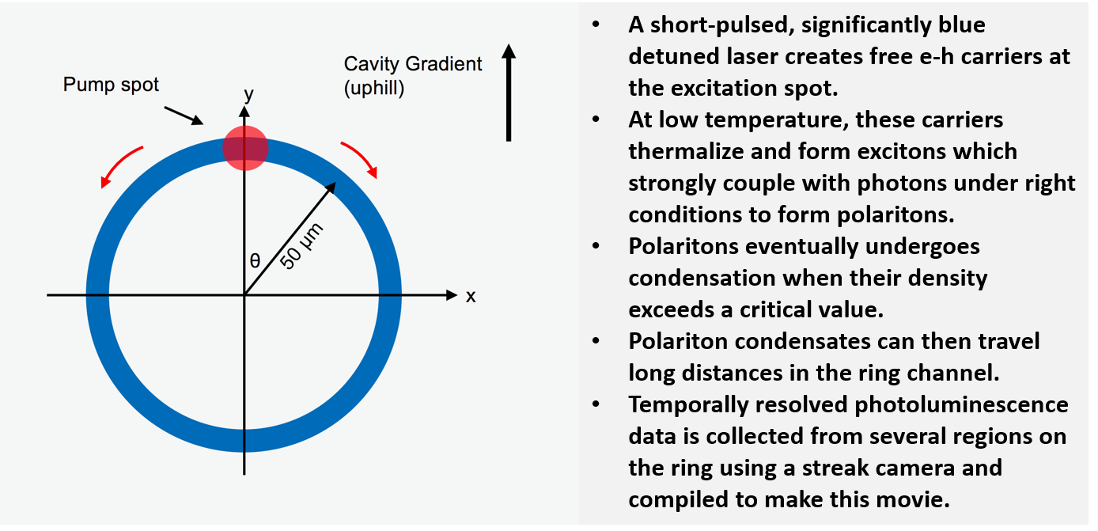 Pump spot
Cavity Gradient
(uphill)
y
θ
50 μm
x
• A short-pulsed, significantly blue
detuned laser creates free e-h carriers at
the excitation spot.
• At low temperature, these carriers
thermalize and form excitons which
strongly couple with photons under right
conditions to form polaritons.
• Polaritons eventually undergoes
condensation when their density
exceeds a critical value.
• Polariton condensates can then travel
long distances in the ring channel.
• Temporally resolved photoluminescence
data is collected from several regions on
the ring using a streak camera and
compiled to make this movie.